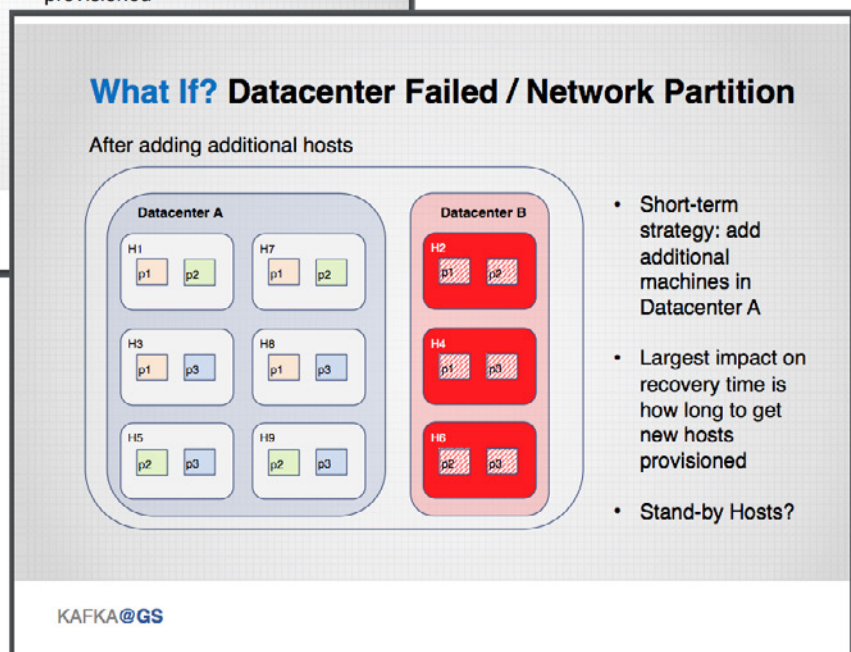 provisioned
What If? Datacenter Failed / Network Partition
After adding additional hosts
Datacenter A
H1
p1 p2
H7
p1 p2
H3
p1 p3
H8
p1 p3
H5
p2 p3
H9
p2 p3
Datacenter B
H2
p1 p2
H4
p1 p3
H6
p2 p3
• Short-term
strategy: add
additional
machines in
Datacenter A
• Largest impact on
recovery time is
how long to get
new hosts
provisioned
• Stand-by Hosts?
KAFKA@GS